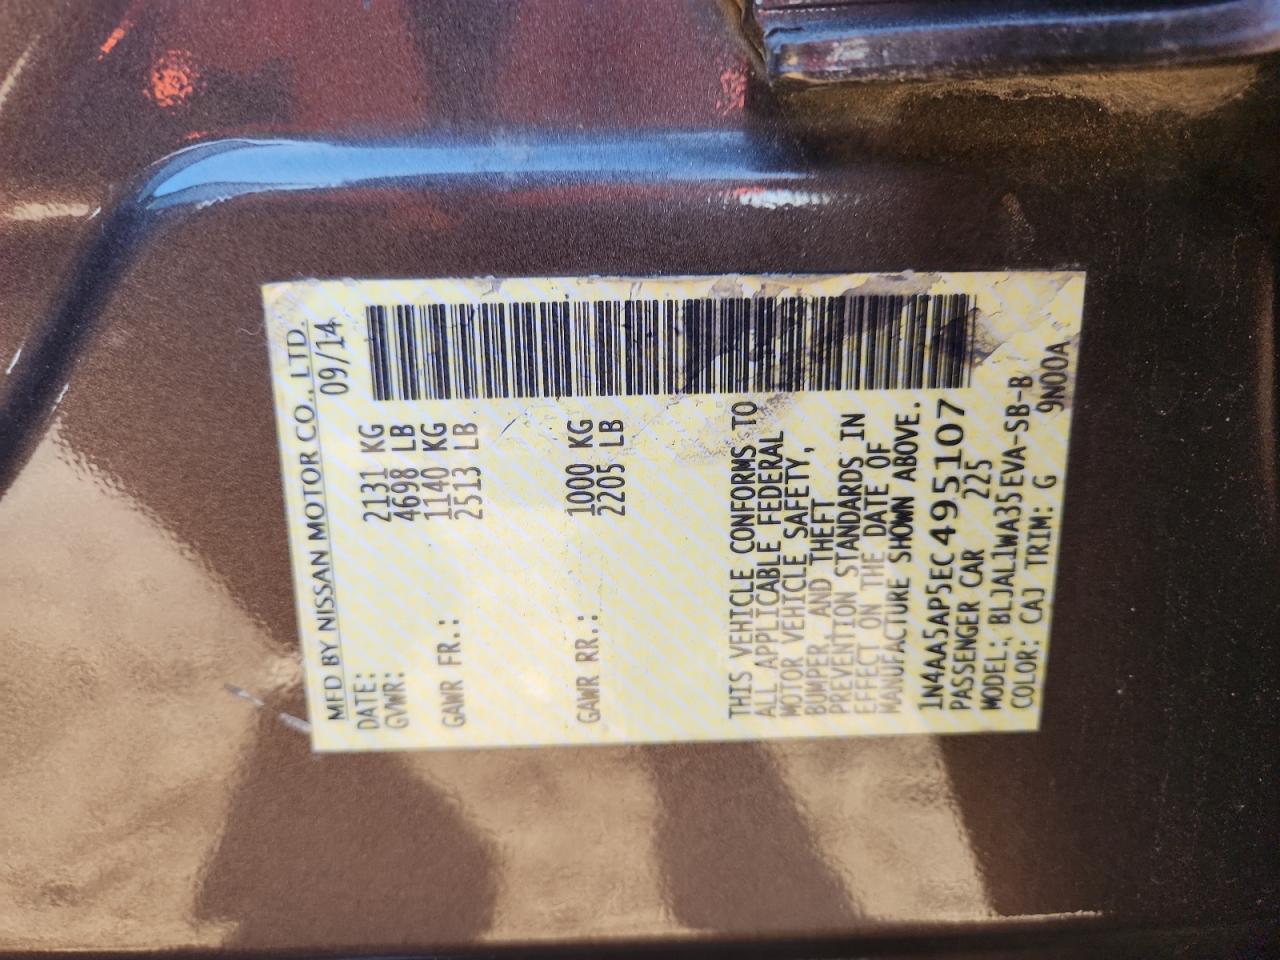 MFD BY NISSAN MOTOR CO., LTD.
DATE: 09/14
GVWR: 2131 KG
4698 LB
GAWR FR.: 1140 KG
2513 LB
GAWR RR.: 1000 KG
2205 LB
THIS VEHICLE CONFORMS TO
ALL APPLICABLE FEDERAL
MOTOR VEHICLE SAFETY,
BUMPER, AND THEFT
PREVENTION STANDARDS IN
EFFECT ON THE DATE OF
MANUFACTURE SHOWN ABOVE.
1N4AA5AP5EC495107
PASSENGER CAR 225
MODEL: BLJAL1WA35EVA-SB-B
COLOR: CAJ TRIM: G 9N00A